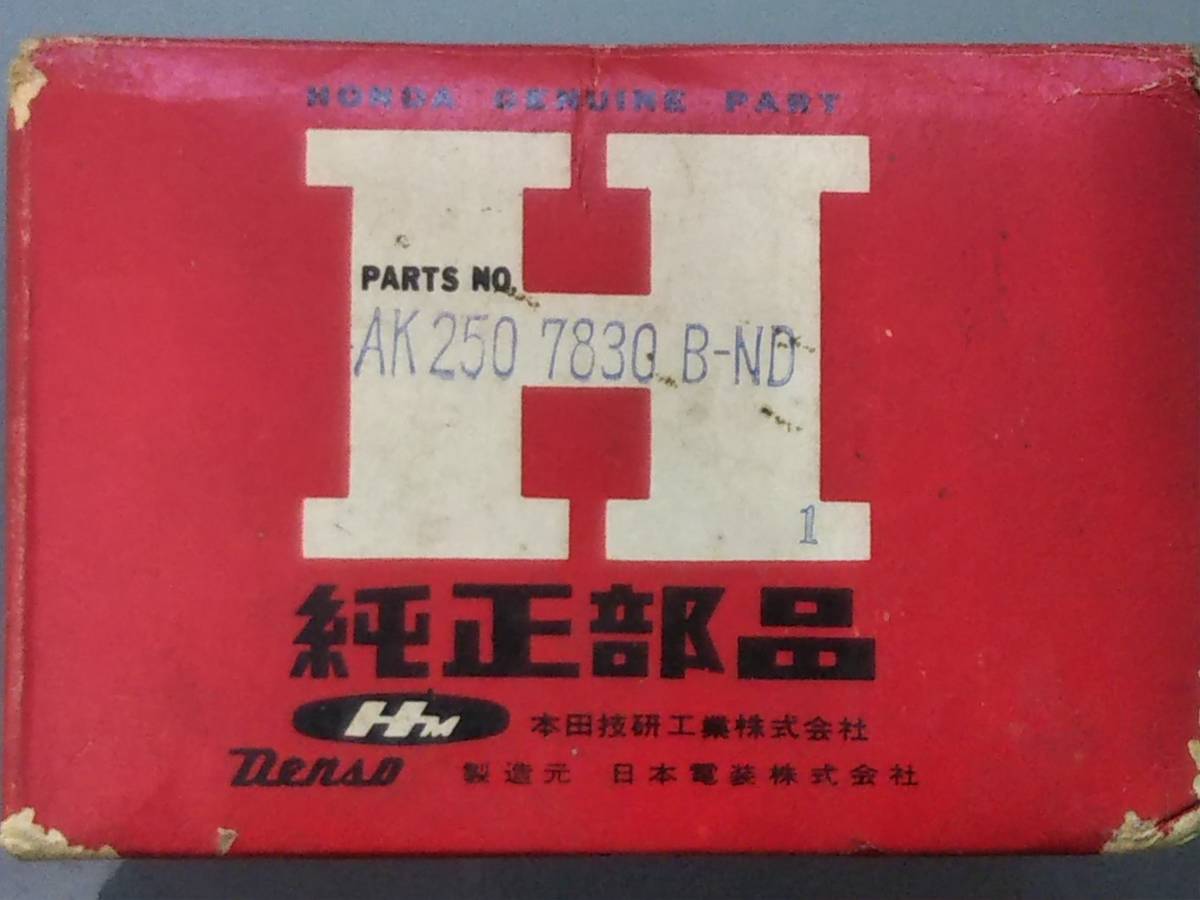 HONDA GENUINE PART
PARTS NO.
AK250 7830 B-ND
1
純正部品
HM 本田技研工業株式会社
Denso 製造元 日本電装株式会社